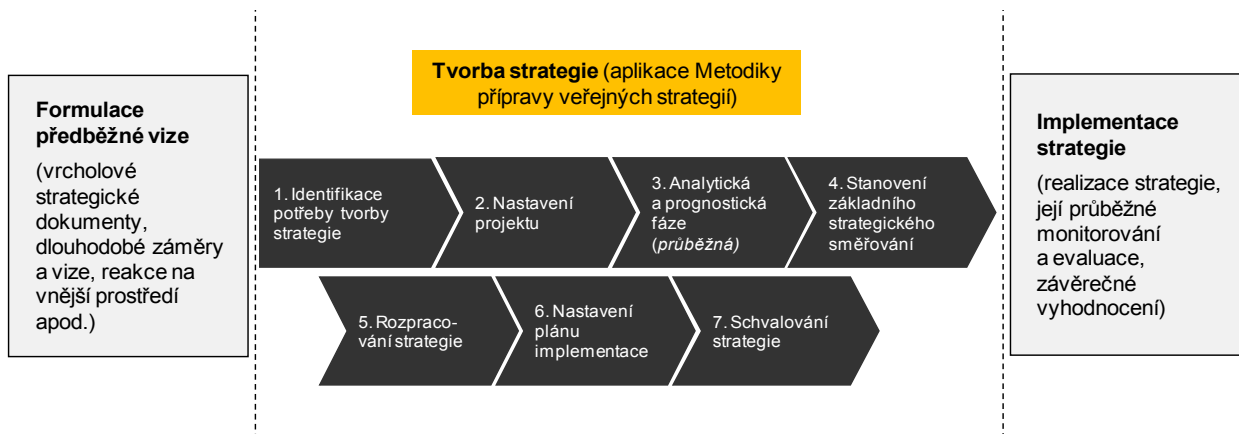 Formulace
předběžné vize
(vrcholové
strategické
dokumenty,
dlouhodobé záměry
a vize, reakce na
vnější prostředí
apod.)
Tvorba strategie (aplikace Metodiky
přípravy veřejných strategií)
1. Identifikace
potřeby tvorby
strategie
2. Nastavení
projektu
3. Analytická
a prognostická
fáze
(průběžná)
4. Stanovení
základního
strategického
směřování
5. Rozpraco-
vání strategie
6. Nastavení
plánu
implementace
7. Schvalování
strategie
Implementace
strategie
(realizace strategie,
její průběžné
monitorování
a evaluace,
závěrečné
vyhodnocení)